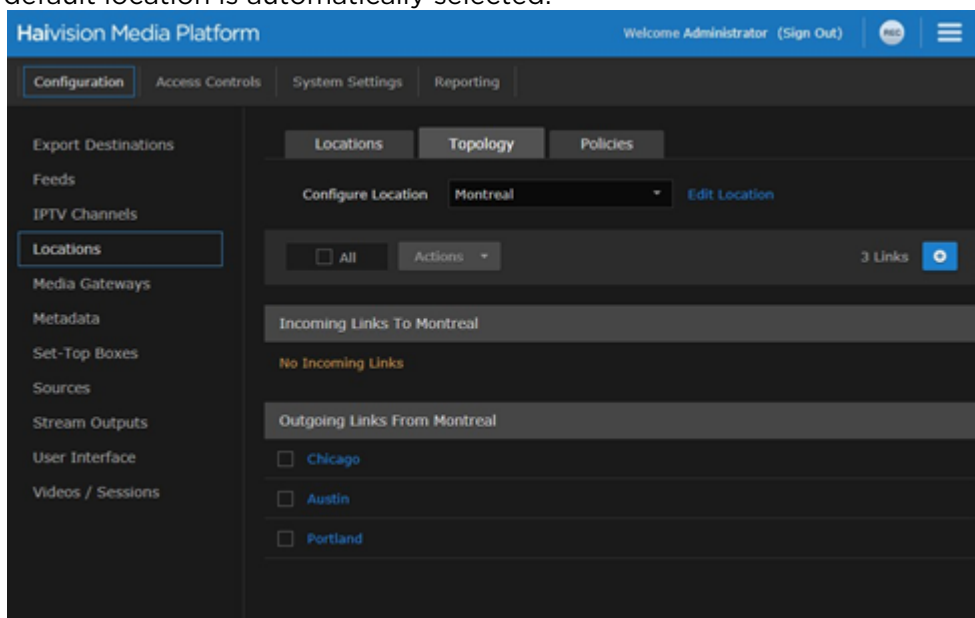 default location is automatically selected.
Haivision Media Platform Welcome Administrator (Sign Out) REC
Configuration Access Controls System Settings Reporting
Locations Topology Policies
Export Destinations
Feeds
IPTV Channels
Locations
Media Gateways
Metadata
Set-Top Boxes
Sources
Stream Outputs
User Interface
Videos / Sessions
Configure Location Montreal Edit Location
All Actions 3 Links
Incoming Links To Montreal
No Incoming Links
Outgoing Links From Montreal
Chicago
Austin
Portland